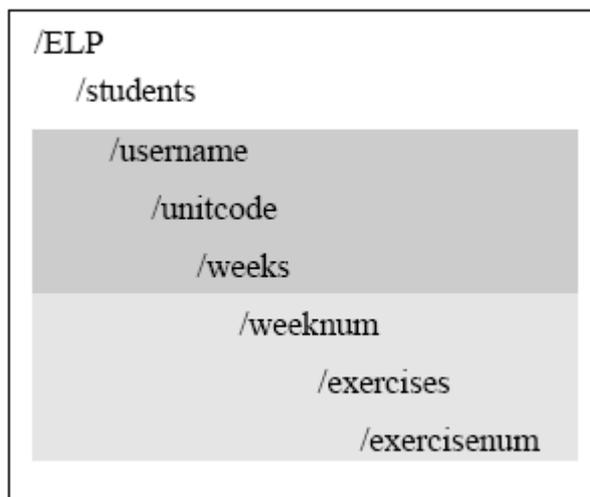 /ELP
/students
/username
/unitcode
/weeks
/weeknum
/exercises
/exercisenum